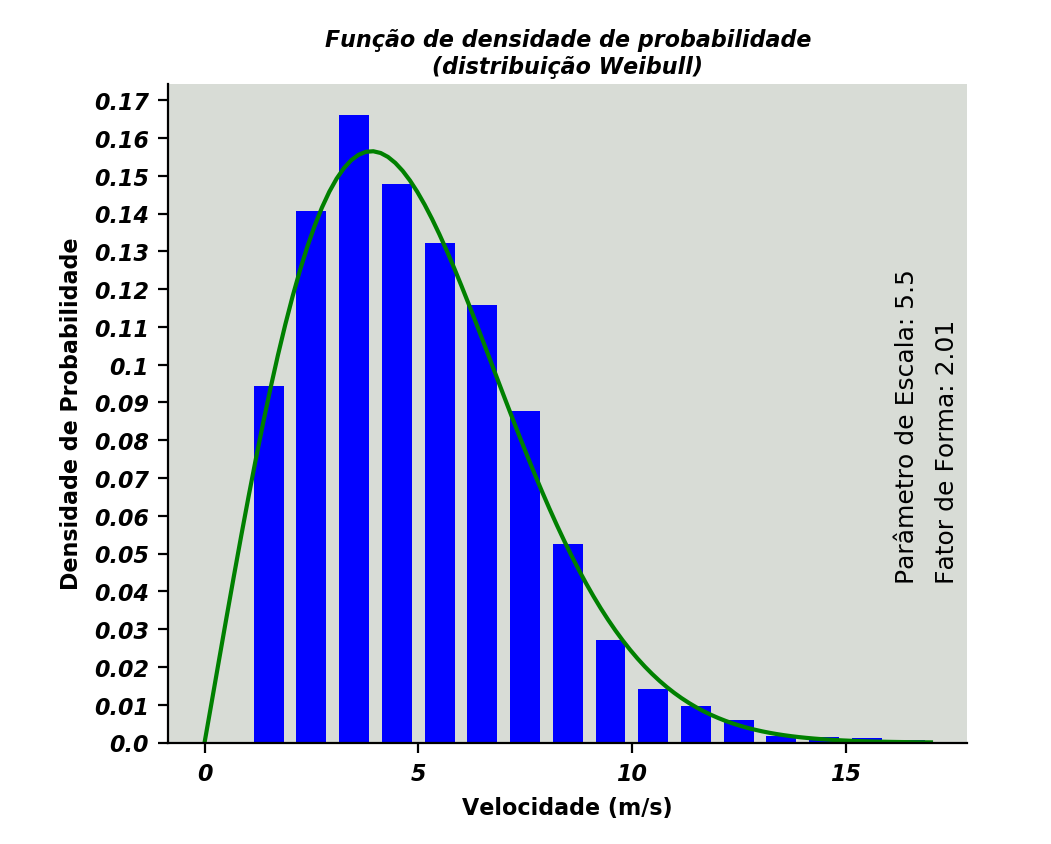 Função de densidade de probabilidade
(distribuição Weibull)
Densidade de Probabilidade
0.17
0.16
0.15
0.14
0.13
0.12
0.11
0.1
0.09
0.08
0.07
0.06
0.05
0.04
0.03
0.02
0.01
0.0
0 5 10 15
Velocidade (m/s)
Parâmetro de Escala: 5.5
Fator de Forma: 2.01